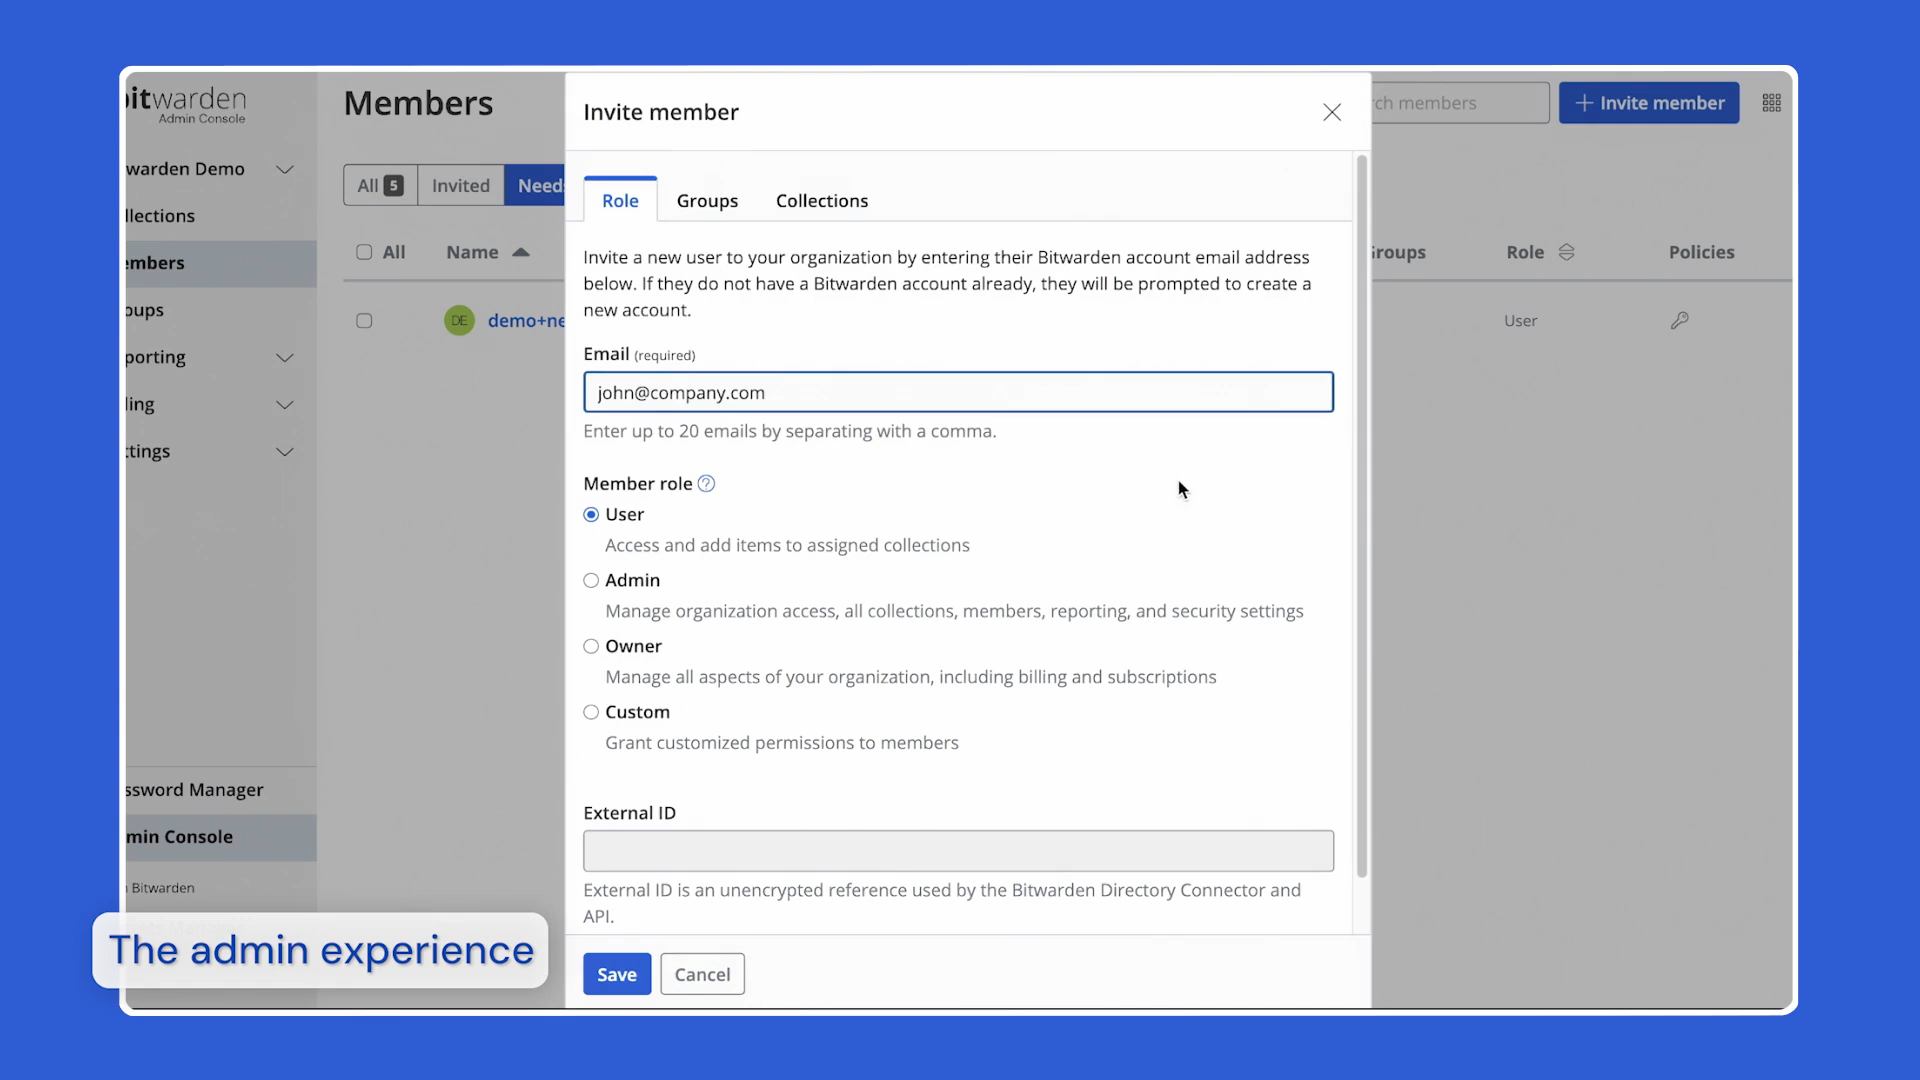 bitwarden
Admin Console
warden Demo
llections
embers
oups
porting
ling
ttings
ssword Manager
min Console
Bitwarden
The admin experience
Members
All 5
Invited
Needs
All
Name
DE
demo+ne
Invite member
Role
Groups
Collections
Invite a new user to your organization by entering their Bitwarden account email address
below. If they do not have a Bitwarden account already, they will be prompted to create a
new account.
Email (required)
john@company.com
Enter up to 20 emails by separating with a comma.
Member role
User
Access and add items to assigned collections
Admin
Manage organization access, all collections, members, reporting, and security settings
Owner
Manage all aspects of your organization, including billing and subscriptions
Custom
Grant customized permissions to members
External ID
External ID is an unencrypted reference used by the Bitwarden Directory Connector and
API.
Save
Cancel
ch members
Invite member
Groups
Role
Policies
User